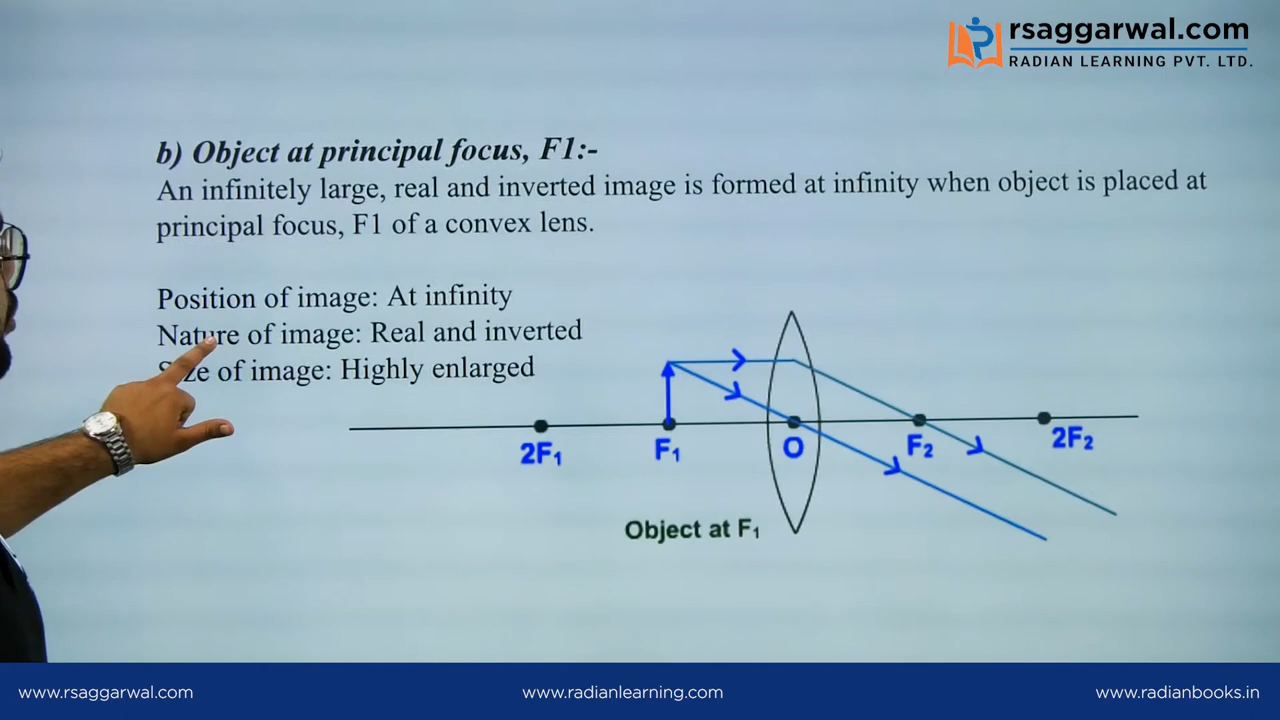 rsaggarwal.com
RADIAN LEARNING PVT. LTD.
b) Object at principal focus, F1:-
An infinitely large, real and inverted image is formed at infinity when object is placed at
principal focus, F1 of a convex lens.
Position of image: At infinity
Nature of image: Real and inverted
Size of image: Highly enlarged
2F₁
F₁
O
F₂
2F₂
Object at F₁
www.rsaggarwal.com
www.radianlearning.com
www.radianbooks.in